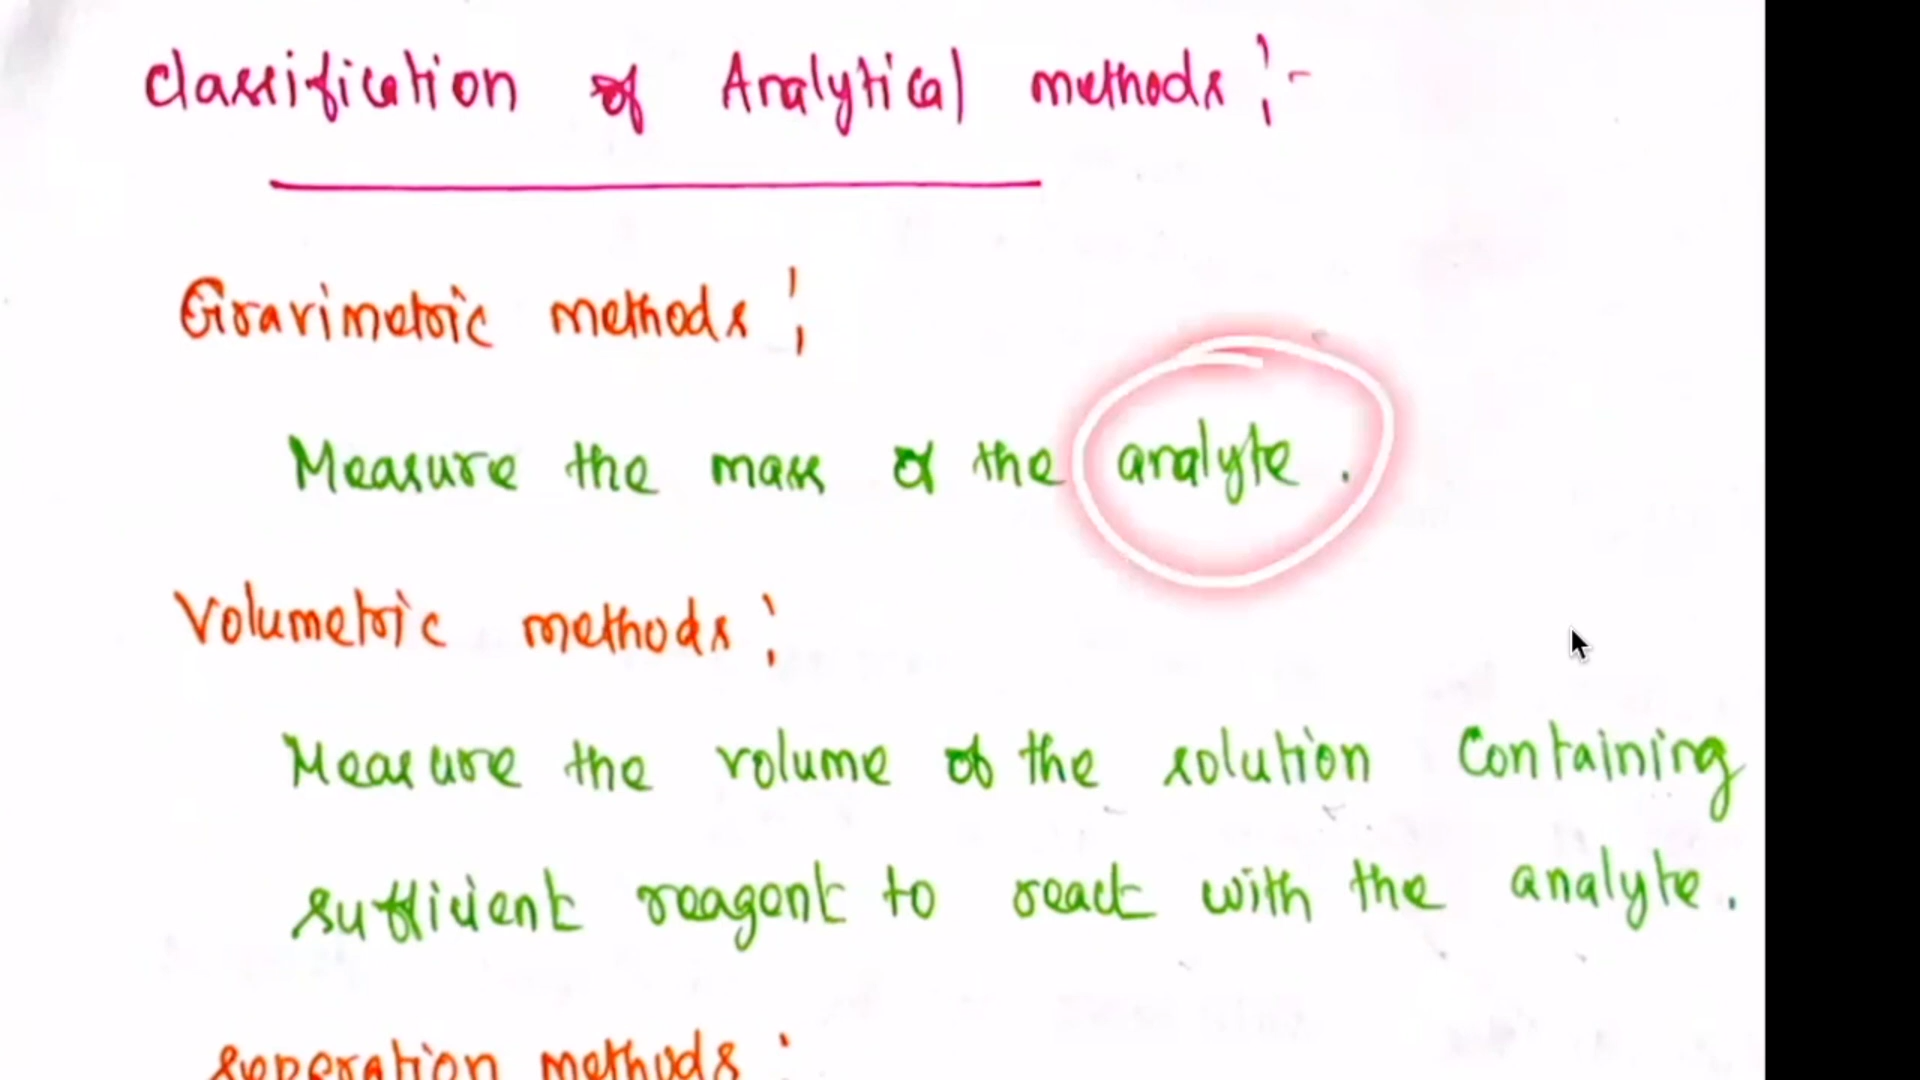 Classification of Analytical methods :-
Gravimetric methods :
Measure the mass of the analyte .
Volumetric methods :
Measure the volume of the solution Containing
sufficient reagent to react with the analyte .
seperation methods :